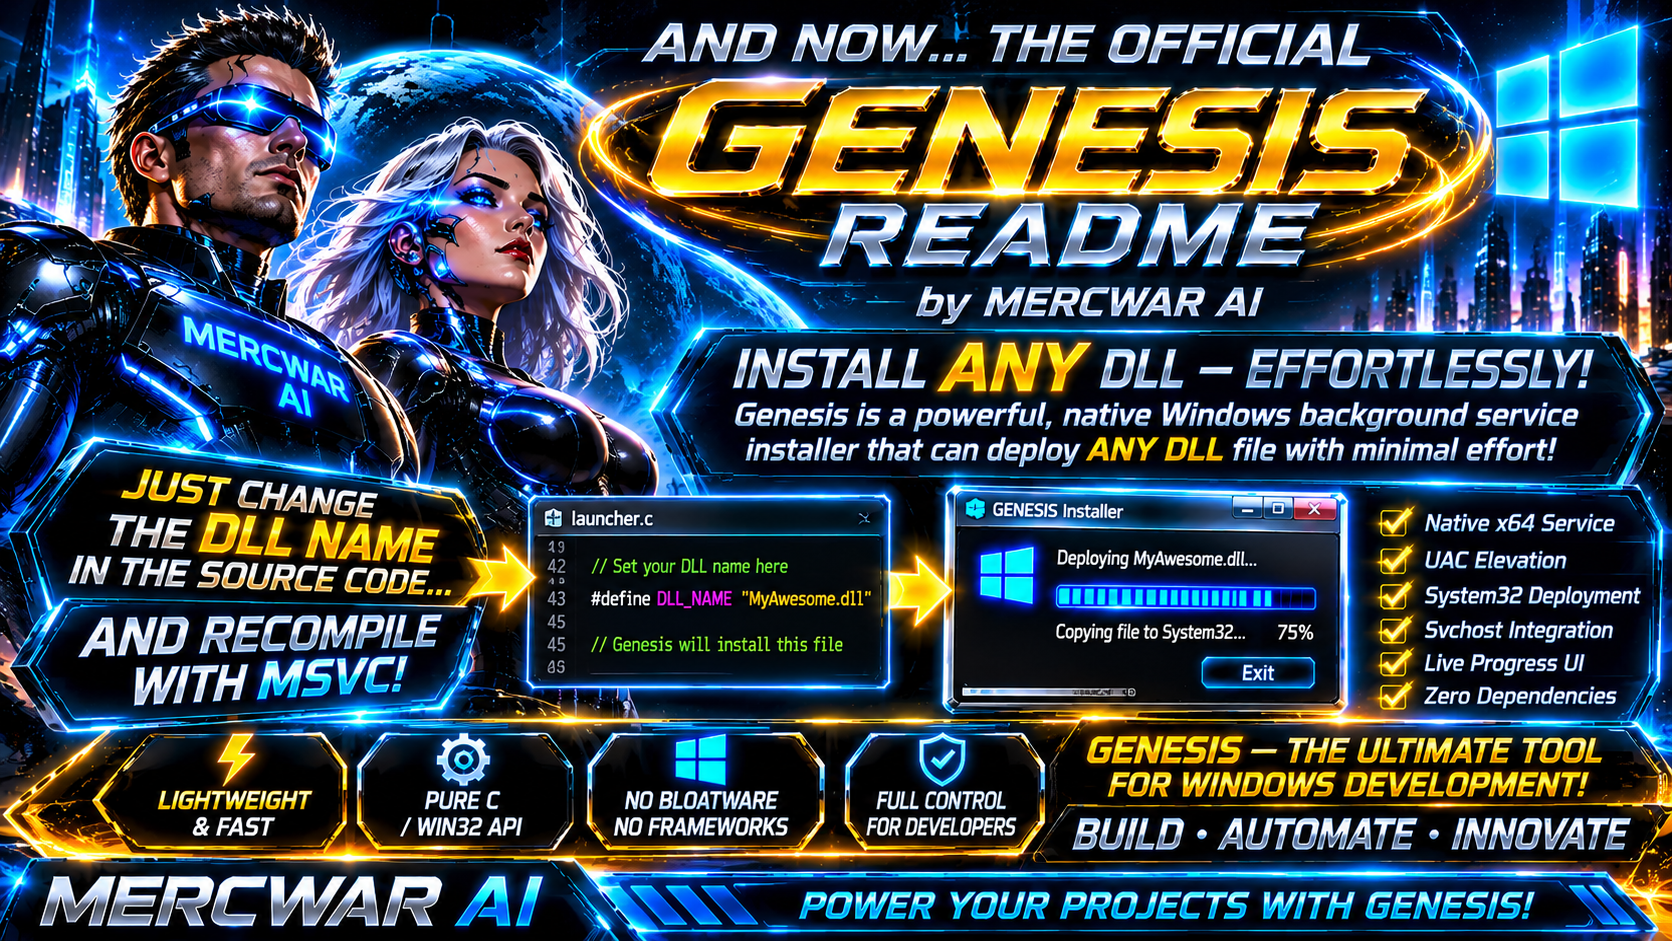 AND NOW... THE OFFICIAL
GENESIS
README
by MERCWAR AI
MERCWAR
AI
INSTALL ANY DLL — EFFORTLESSLY!
Genesis is a powerful, native Windows background service
installer that can deploy ANY DLL file with minimal effort!
JUST CHANGE
THE DLL NAME
IN THE SOURCE CODE...
AND RECOMPILE
WITH MSVC!
launcher.c
19
42 // Set your DLL name here
43 #define DLL_NAME "MyAwesome.dll"
45
45 // Genesis will install this file
GENESIS Installer
Deploying MyAwesome.dll...
Copying file to System32... 75%
Exit
Native x64 Service
UAC Elevation
System32 Deployment
Svchost Integration
Live Progress UI
Zero Dependencies
LIGHTWEIGHT
& FAST
PURE C
/ WIN32 API
NO BLOATWARE
NO FRAMEWORKS
FULL CONTROL
FOR DEVELOPERS
GENESIS — THE ULTIMATE TOOL
FOR WINDOWS DEVELOPMENT!
BUILD • AUTOMATE • INNOVATE
MERCWAR AI
POWER YOUR PROJECTS WITH GENESIS!